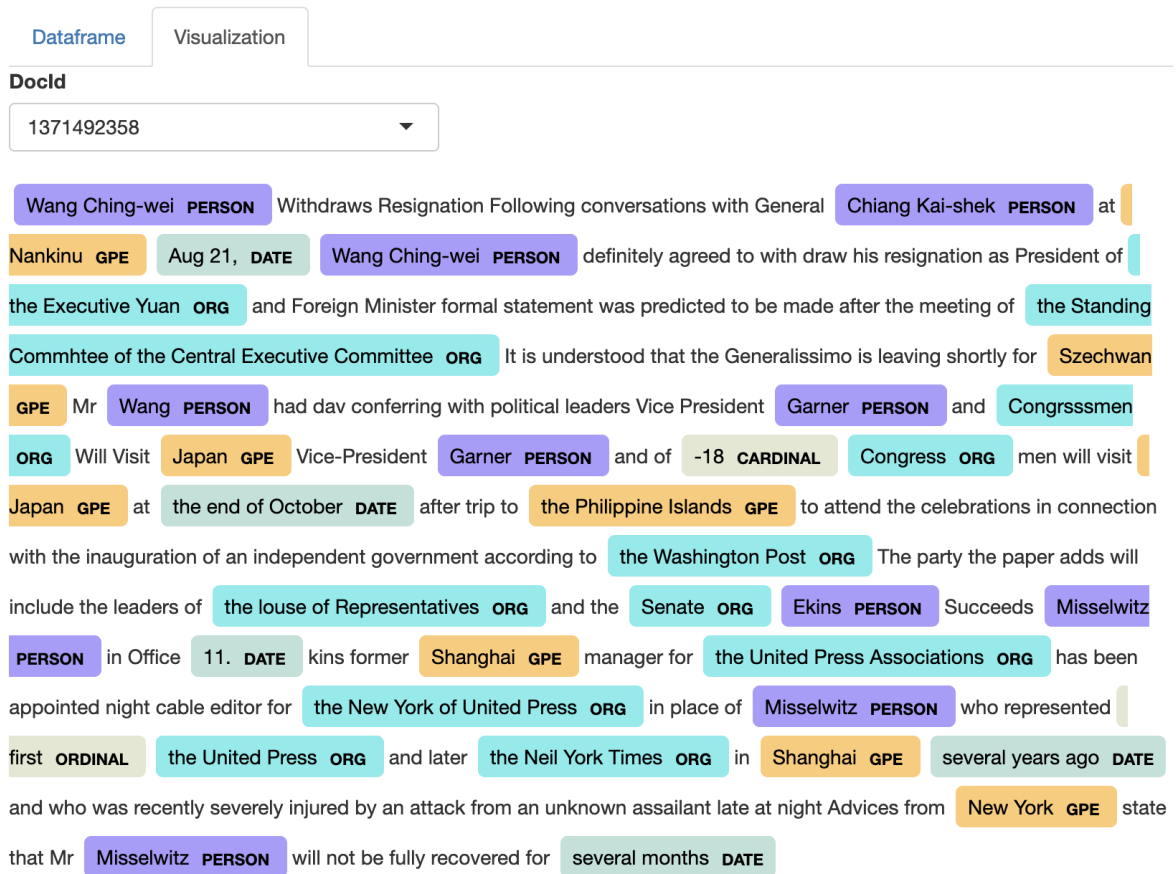 Dataframe Visualization
DocId
1371492358
Wang Ching-wei PERSON Withdraws Resignation Following conversations with General Chiang Kai-shek PERSON at
Nankinu GPE Aug 21, DATE Wang Ching-wei PERSON definitely agreed to with draw his resignation as President of
the Executive Yuan ORG and Foreign Minister formal statement was predicted to be made after the meeting of the Standing
Commhtee of the Central Executive Committee ORG It is understood that the Generalissimo is leaving shortly for Szechwan
GPE Mr Wang PERSON had dav conferring with political leaders Vice President Garner PERSON and Congrsssmen
ORG Will Visit Japan GPE Vice-President Garner PERSON and of -18 CARDINAL Congress ORG men will visit
Japan GPE at the end of October DATE after trip to the Philippine Islands GPE to attend the celebrations in connection
with the inauguration of an independent government according to the Washington Post ORG The party the paper adds will
include the leaders of the louse of Representatives ORG and the Senate ORG Ekins PERSON Succeeds Misselwitz
PERSON in Office 11. DATE kins former Shanghai GPE manager for the United Press Associations ORG has been
appointed night cable editor for the New York of United Press ORG in place of Misselwitz PERSON who represented
first ORDINAL the United Press ORG and later the Neil York Times ORG in Shanghai GPE several years ago DATE
and who was recently severely injured by an attack from an unknown assailant late at night Advices from New York GPE state
that Mr Misselwitz PERSON will not be fully recovered for several months DATE